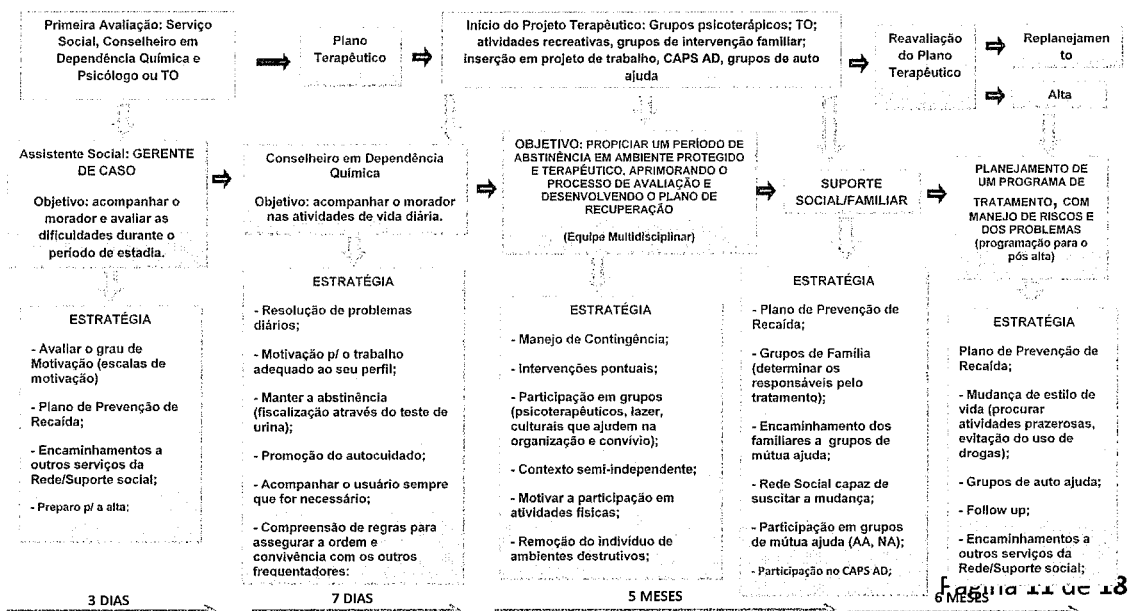 Primeira Avaliação: Serviço
Social, Conselheiro em
Dependência Química e
Psicólogo ou TO
Plano
Terapêutico
Início do Projeto Terapêutico: Grupos psicoterápicos; TO;
atividades recreativas, grupos de intervenção familiar;
inserção em projeto de trabalho, CAPS AD, grupos de auto
ajuda
Reavaliação
do Plano
Terapêutico
Replanejame
nto
Alta
Assistente Social: GERENTE
DE CASO
Objetivo: acompanhar o
morador e avaliar as
dificuldades durante o
período de estadia.
Conselheiro em Dependência
Química
Objetivo: acompanhar o morador
nas atividades de vida diária.
OBJETIVO: PROPICIAR UM PERÍODO DE
ABSTINÊNCIA EM AMBIENTE PROTEGIDO
E TERAPÊUTICO, APRIMORANDO O
PROCESSO DE AVALIAÇÃO E
DESENVOLVENDO O PLANO DE
RECUPERAÇÃO
(Equipe Multidisciplinar)
SUPORTE
SOCIAL/FAMILIAR
PLANEJAMENTO DE
UM PROGRAMA DE
TRATAMENTO, COM
MANEJO DE RISCOS E
DOS PROBLEMAS
(programação para o
pós alta)
ESTRATÉGIA
- Avaliar o grau de
Motivação (escalas de
motivação)
- Plano de Prevenção de
Recaída;
- Encaminhamentos a
outros serviços da
Rede/Suporte social;
- Preparo p/ a alta;
ESTRATÉGIA
- Resolução de problemas
diários;
- Motivação p/ o trabalho
adequado ao seu perfil;
- Manter a abstinência
(fiscalização através do teste de
urina);
- Promoção do autocuidado;
- Acompanhar o usuário sempre
que for necessário;
- Compreensão de regras para
assegurar a ordem e
convivência com os outros
frequentadores:
ESTRATÉGIA
- Manejo de Contingência;
- Intervenções pontuais;
- Participação em grupos
(psicoterapêuticos, lazer,
culturais que ajudem na
organização e convívio);
- Contexto semi-independente;
- Motivar a participação em
atividades físicas;
- Remoção do indivíduo de
ambientes destrutivos;
ESTRATÉGIA
- Plano de Prevenção de
Recaída;
- Grupos de Família
(determinar os
responsáveis pelo
tratamento);
- Encaminhamento dos
familiares a grupos de
mútua ajuda;
- Rede Social capaz de
suscitar a mudança;
- Participação em grupos
de mútua ajuda (AA, NA);
- Participação no CAPS AD;
ESTRATÉGIA
Plano de Prevenção de
Recaída;
- Mudança de estilo de
vida (procurar
atividades prazerosas,
evitação do uso de
drogas);
- Grupos de auto ajuda;
- Follow up;
- Encaminhamentos a
outros serviços da
Rede/Suporte social;
3 DIAS
7 DIAS
5 MESES
6 MESES
Página 11 de 18